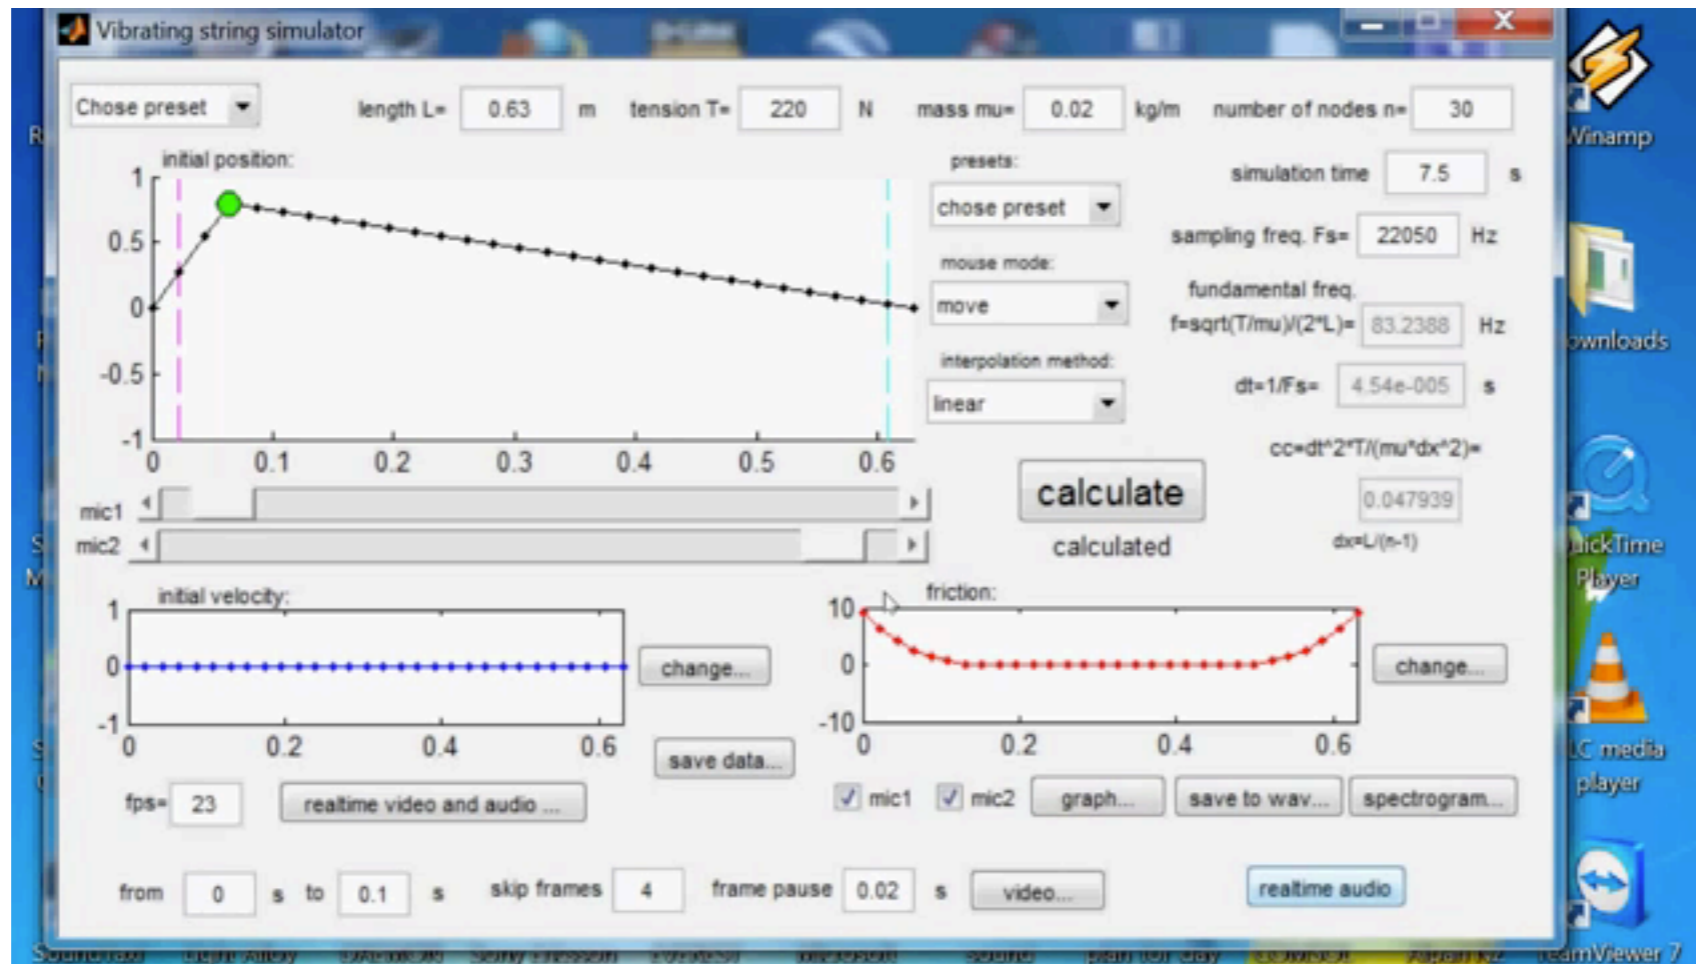 Vibrating string simulator
Chose preset length L= 0.63 m tension T= 220 N mass mu= 0.02 kg/m number of nodes n= 30
initial position:
1
0.5
0
-0.5
-1
0 0.1 0.2 0.3 0.4 0.5 0.6
presets:
chose preset
mouse mode:
move
interpolation method:
linear
simulation time 7.5 s
sampling freq. Fs= 22050 Hz
fundamental freq.
f=sqrt(T/mu)/(2*L)= 83.2388 Hz
dt=1/Fs= 4.54e-005 s
cc=dt^2*T/(mu*dx^2)=
0.047939
dx=L/(n-1)
mic1
mic2
calculate
calculated
initial velocity:
1
0
-1
0 0.2 0.4 0.6
change...
save data...
friction:
10
0
-10
0 0.2 0.4 0.6
change...
fps= 23 realtime video and audio ...
mic1 mic2 graph... save to wav... spectrogram...
from 0 s to 0.1 s skip frames 4 frame pause 0.02 s video... realtime audio
Winamp
ownloads
uickTime
Player
LC media
player
eamViewer 7